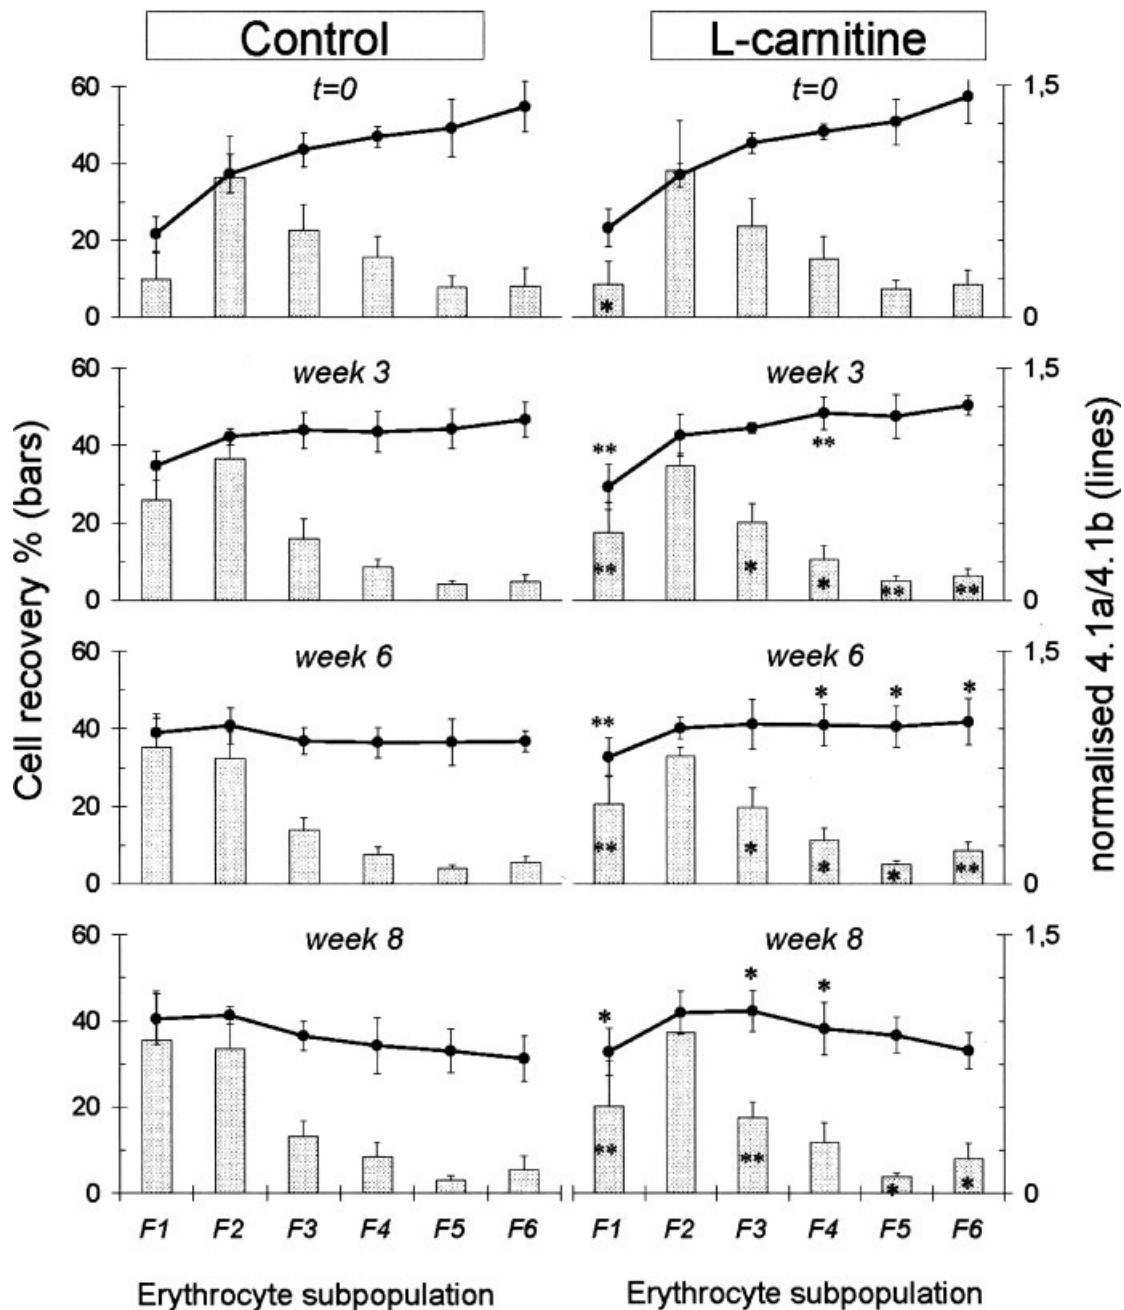 Control L-carnitine
t=0 t=0
60 1,5
40
20
0 * 0
week 3 week 3
60 1,5
40 ** **
20
0 ** * * ** ** 0
week 6 week 6
60 1,5
40 ** * * *
20
0 ** * * * ** 0
week 8 week 8
60 1,5
40 * * *
20
0 ** ** * * 0
F1 F2 F3 F4 F5 F6 F1 F2 F3 F4 F5 F6
Erythrocyte subpopulation Erythrocyte subpopulation
Cell recovery % (bars)
normalised 4.1a/4.1b (lines)